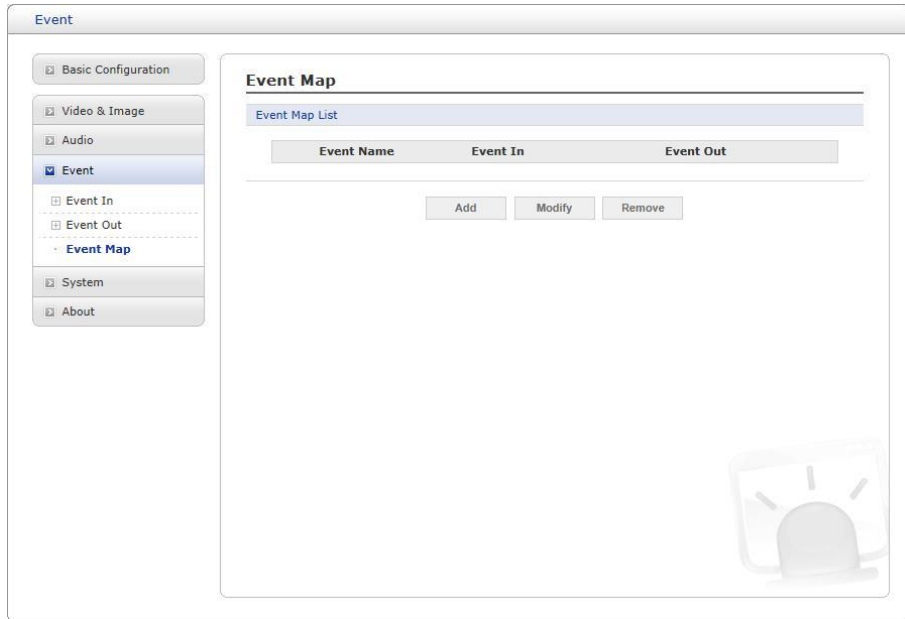 Event
Basic Configuration
Video & Image
Audio
Event
Event In
Event Out
Event Map
System
About
Event Map
Event Map List
Event Name Event In Event Out
Add Modify Remove